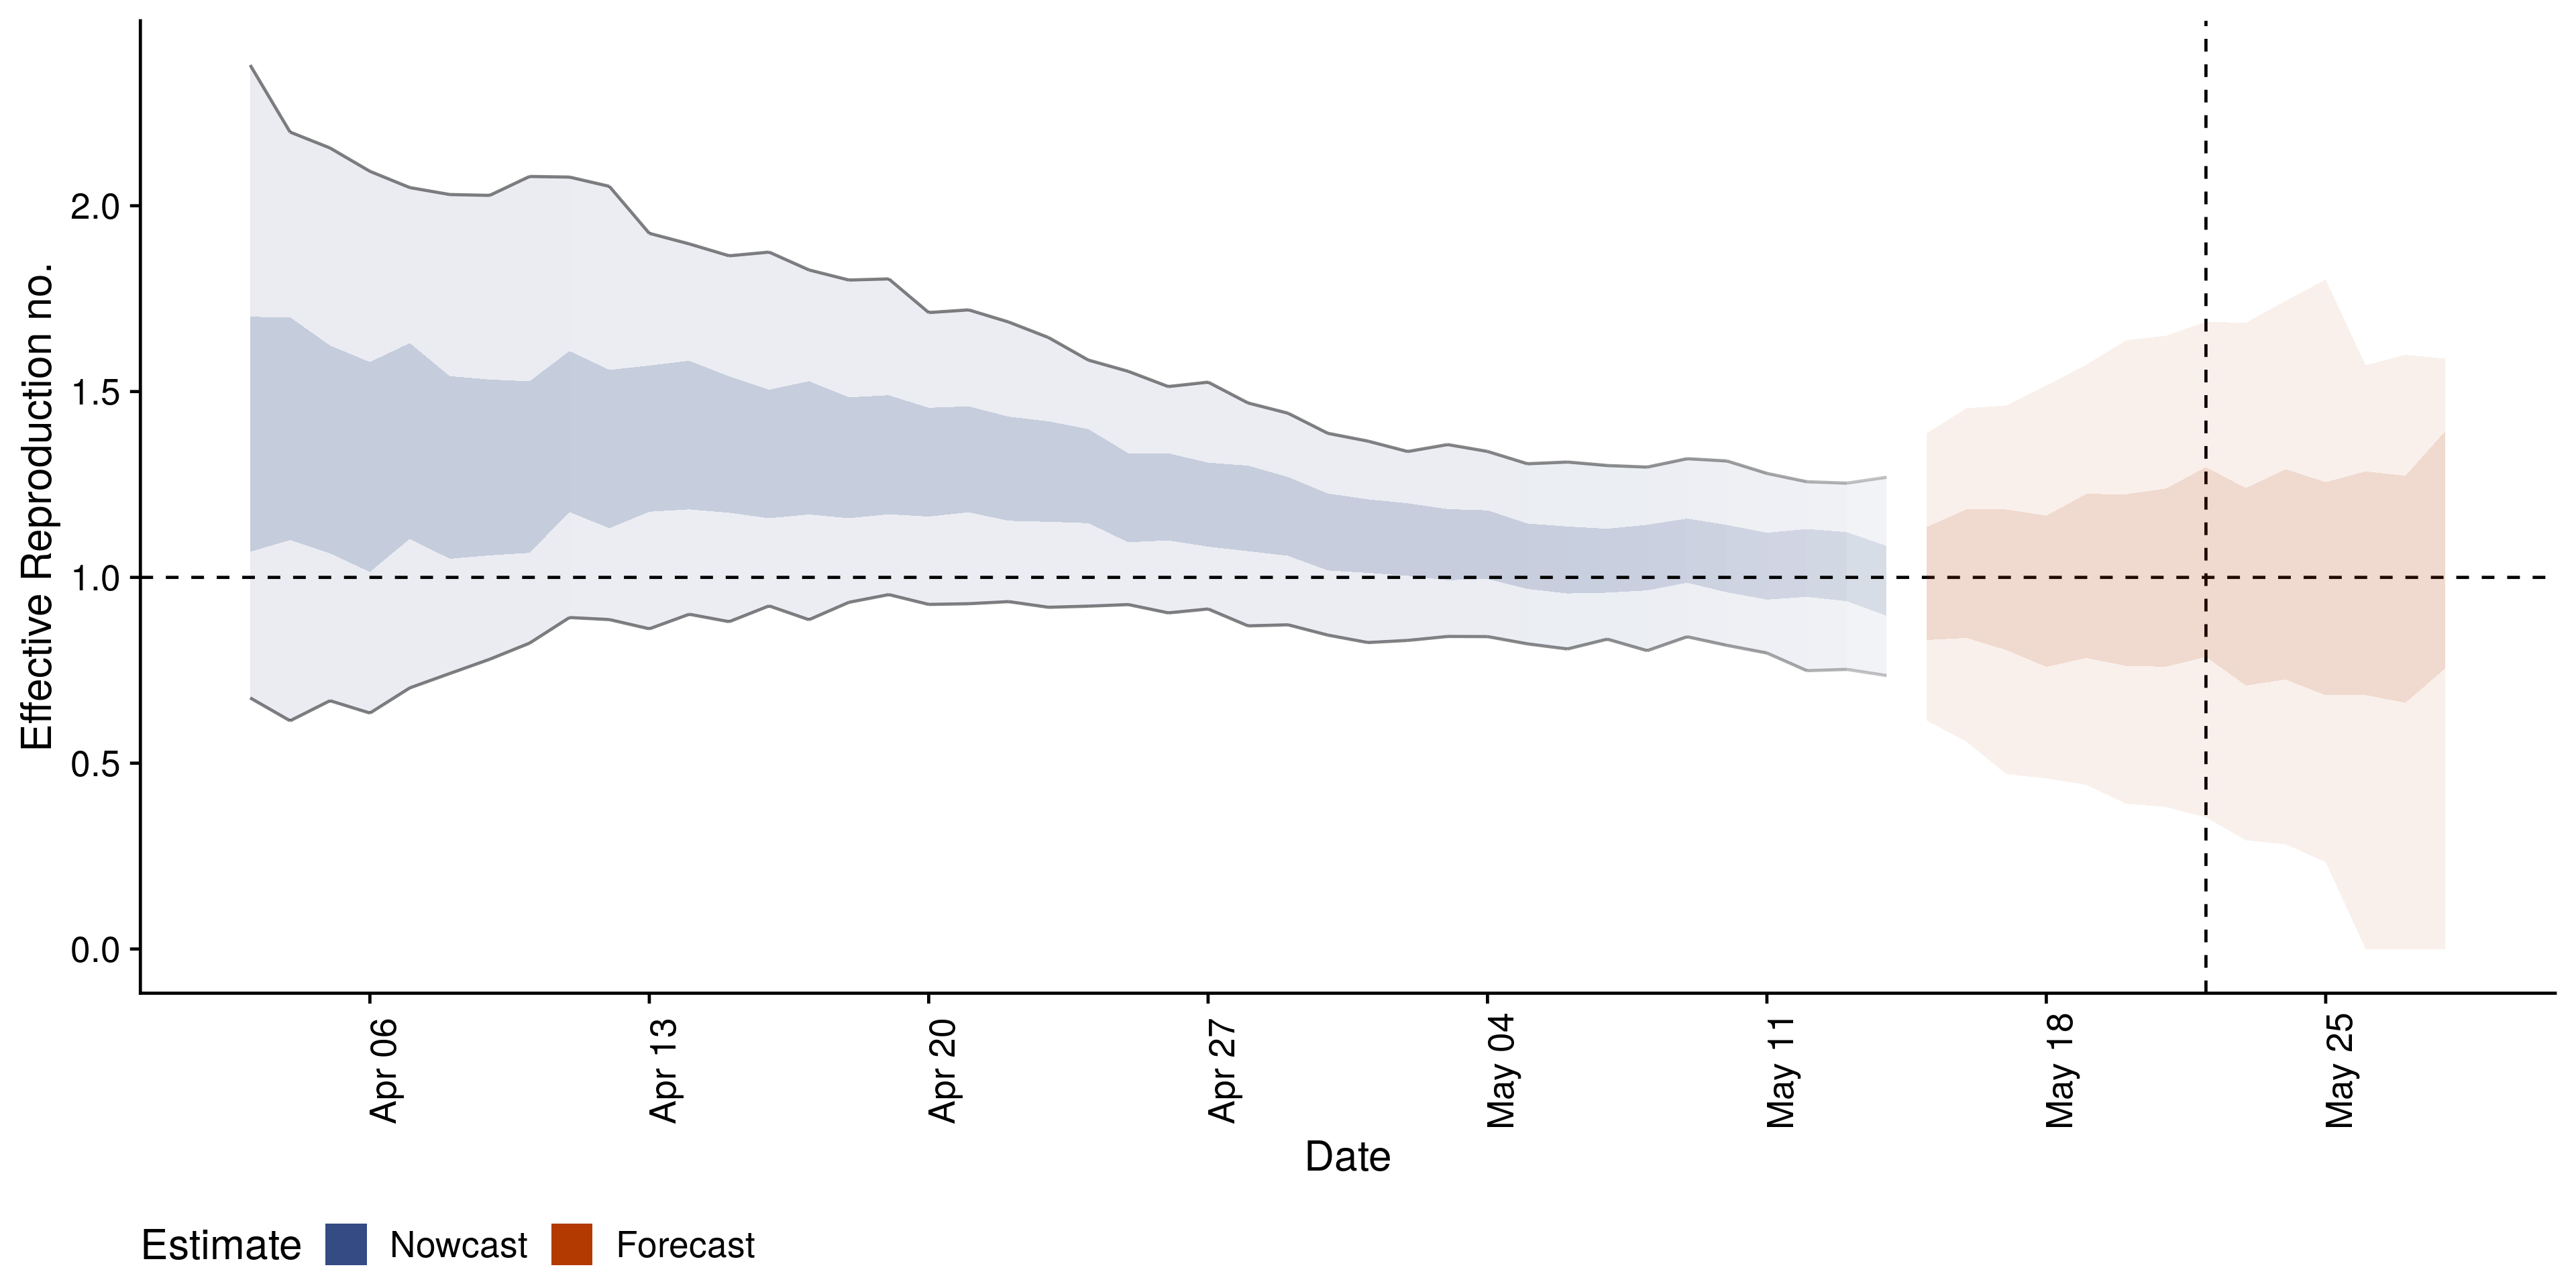 Effective Reproduction no.
2.0
1.5
1.0
0.5
0.0
Apr 06
Apr 13
Apr 20
Apr 27
May 04
May 11
May 18
May 25
Date
Estimate Nowcast Forecast